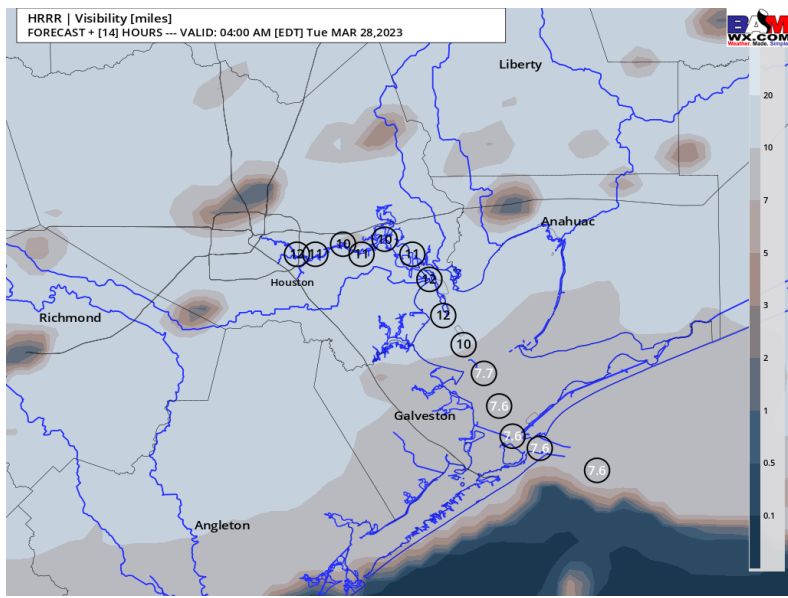 HRRR | Visibility [miles]
FORECAST + [14] HOURS --- VALID: 04:00 AM [EDT] Tue MAR 28,2023
BAM
WX.COM
Weather. Made. Simple.
Liberty
20
10
7
Anahuac
10
10
12
11
11
11
5
12
Houston
3
Richmond
12
10
2
7.7
7.6
1
Galveston
7.6
7.6
0.5
7.6
0.1
Angleton